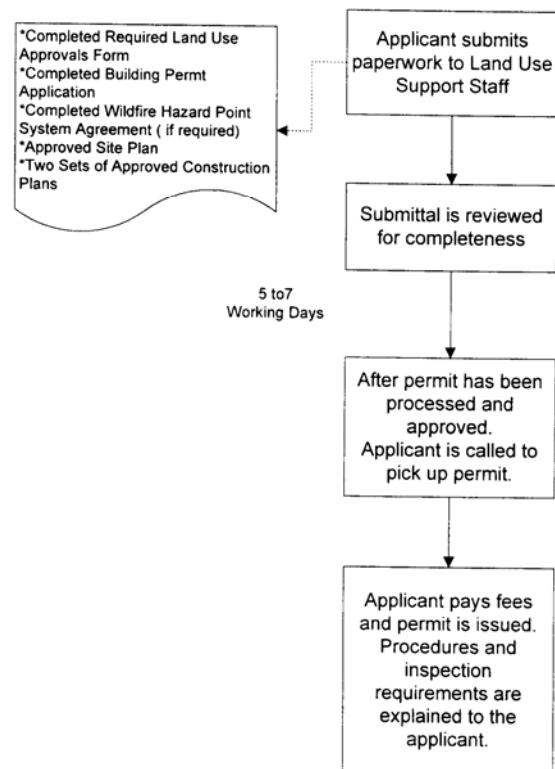 *Completed Required Land Use
Approvals Form
*Completed Building Permt
Application
*Completed Wildfire Hazard Point
System Agreement ( if required)
*Approved Site Plan
*Two Sets of Approved Construction
Plans
Applicant submits
paperwork to Land Use
Support Staff
Submittal is reviewed
for completeness
5 to7
Working Days
After permit has been
processed and
approved.
Applicant is called to
pick up permit.
Applicant pays fees
and permit is issued.
Procedures and
inspection
requirements are
explained to the
applicant.